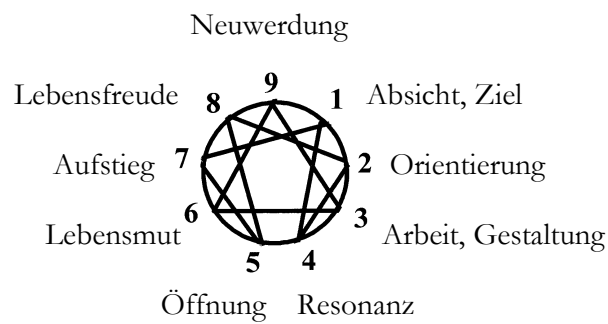 Neuwerdung
9
Lebensfreude 8 1 Absicht, Ziel
Aufstieg 7 2 Orientierung
6 3
Lebensmut Arbeit, Gestaltung
5 4
Öffnung Resonanz